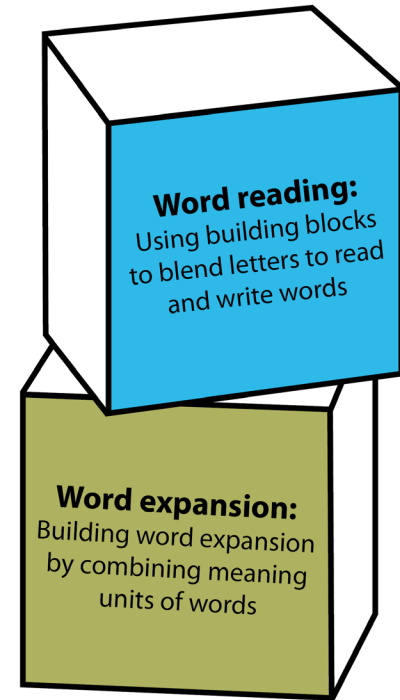 Word reading:
Using building blocks
to blend letters to read
and write words
Word expansion:
Building word expansion
by combining meaning
units of words